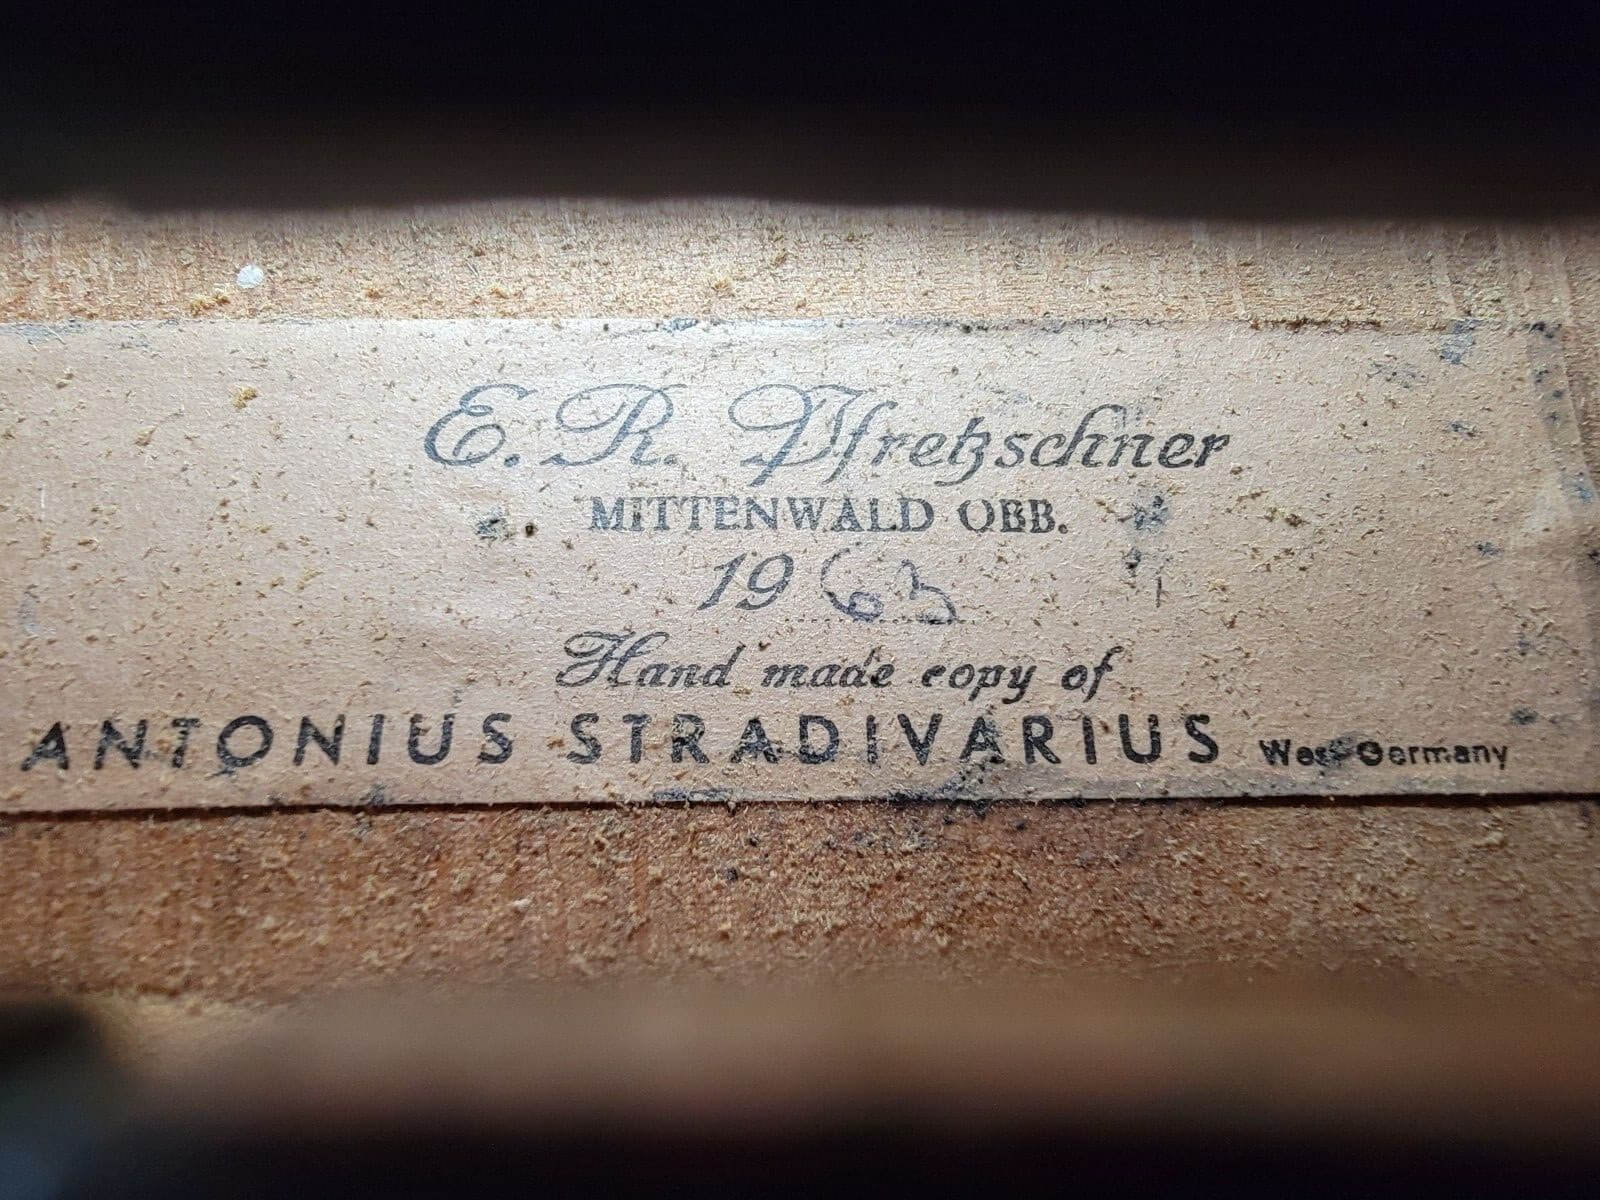 E. R. Pfretzschner
MITTENWALD OBB.
1963
Hand made copy of
ANTONIUS STRADIVARIUS West-Germany